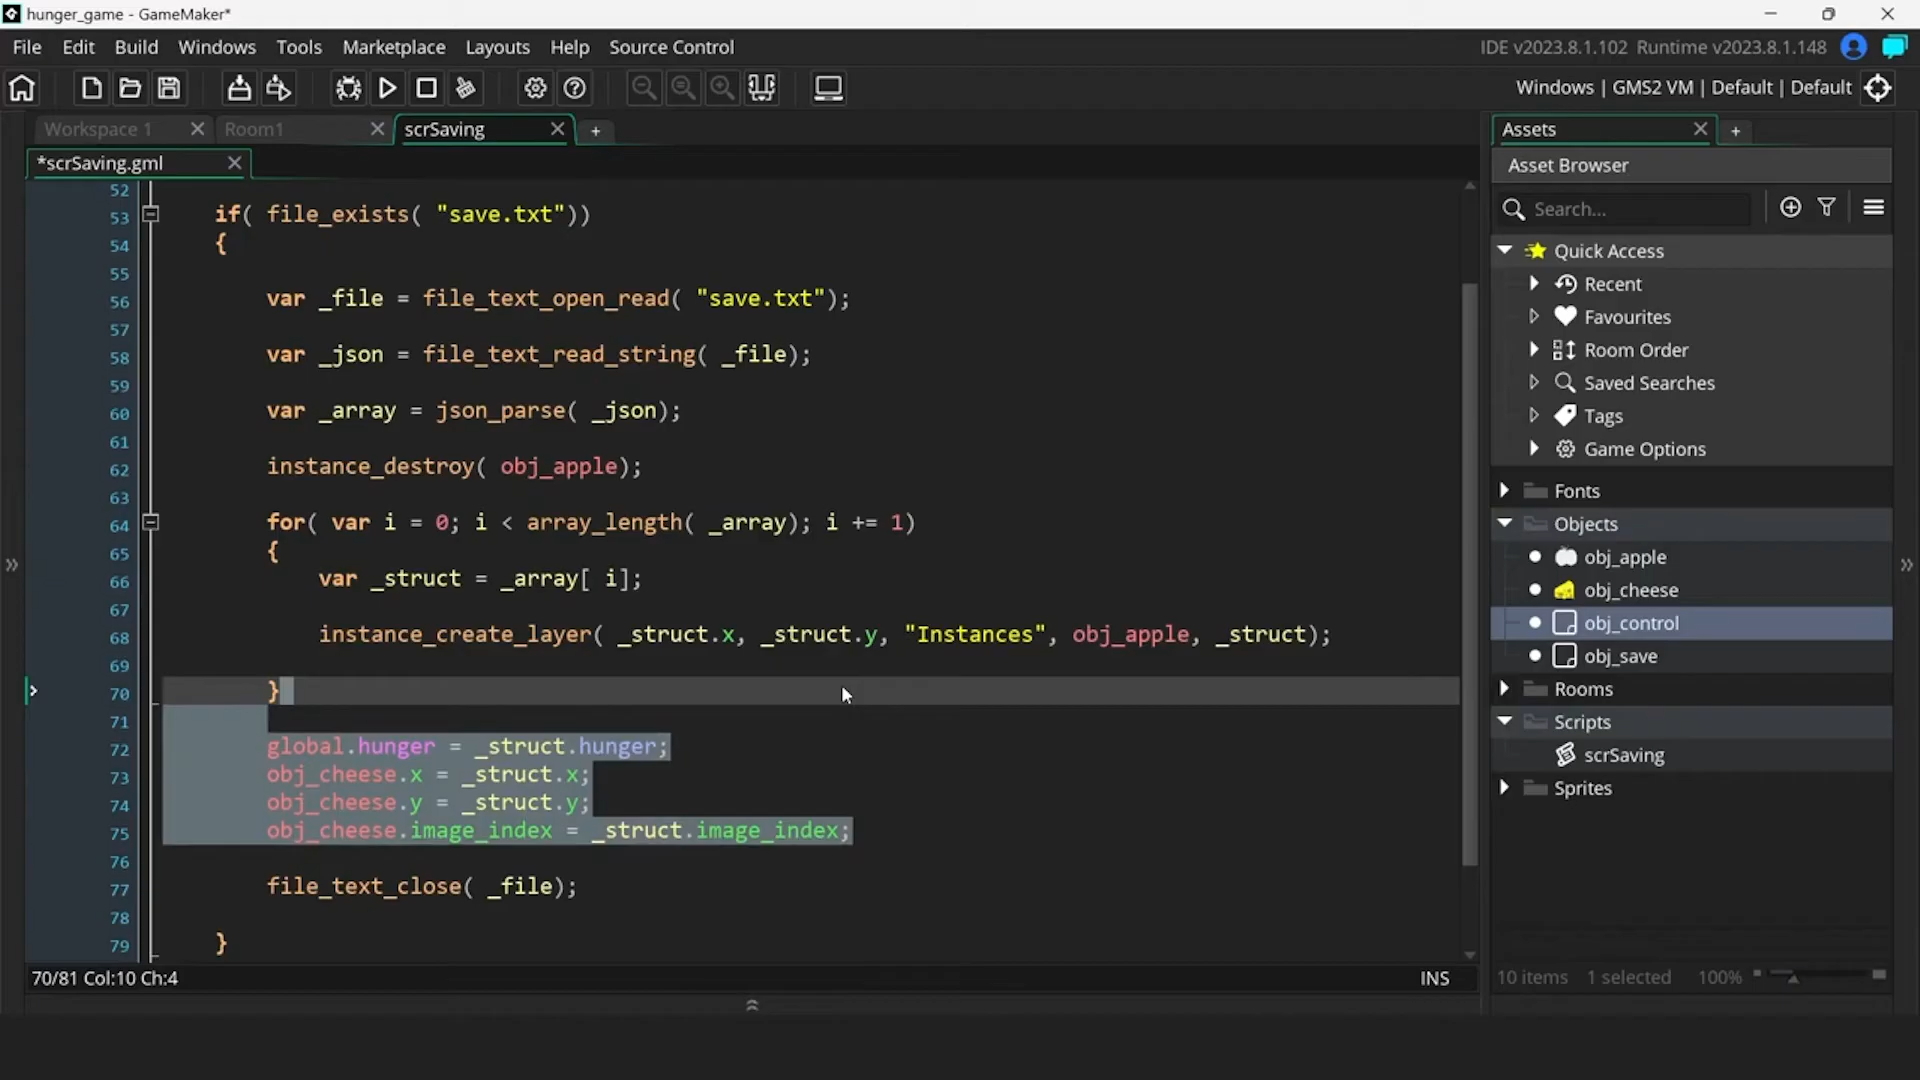 hunger_game - GameMaker*
File Edit Build Windows Tools Marketplace Layouts Help Source Control
IDE v2023.8.1.102 Runtime v2023.8.1.148
Windows | GMS2 VM | Default | Default
Workspace 1
Room1
scrSaving
+
*scrSaving.gml
52
53 if( file_exists( "save.txt"))
54 {
55
56 var _file = file_text_open_read( "save.txt");
57
58 var _json = file_text_read_string( _file);
59
60 var _array = json_parse( _json);
61
62 instance_destroy( obj_apple);
63
64 for( var i = 0; i < array_length( _array); i += 1)
65 {
66 var _struct = _array[ i];
67
68 instance_create_layer( _struct.x, _struct.y, "Instances", obj_apple, _struct);
69
70 }
71
72 global.hunger = _struct.hunger;
73 obj_cheese.x = _struct.x;
74 obj_cheese.y = _struct.y;
75 obj_cheese.image_index = _struct.image_index;
76
77 file_text_close( _file);
78
79 }
70/81 Col:10 Ch:4
INS
Assets
+
Asset Browser
Search...
Quick Access
Recent
Favourites
Room Order
Saved Searches
Tags
Game Options
Fonts
Objects
obj_apple
obj_cheese
obj_control
obj_save
Rooms
Scripts
scrSaving
Sprites
10 items 1 selected 100%